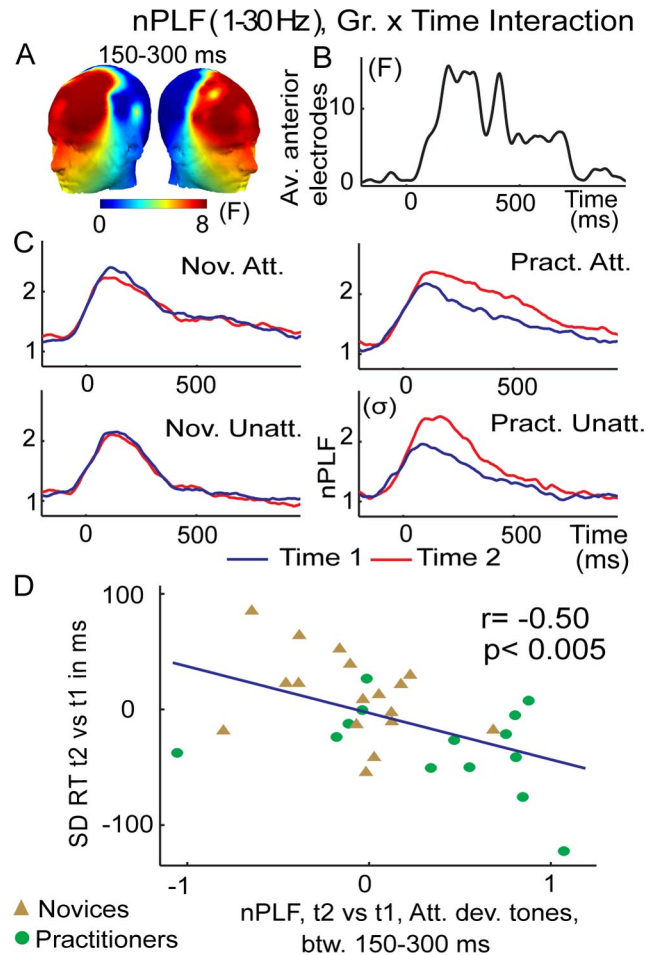 nPLF (1-30Hz), Gr. x Time Interaction
A
150-300 ms
0
8
(F)
B
(F)
Av. anterior
electrodes
10
0
0
500
Time
(ms)
C
Nov. Att.
2
1
0
500
Pract. Att.
2
1
0
500
Nov. Unatt.
2
1
0
500
(σ)
Pract. Unatt.
nPLF
2
1
0
500
Time
(ms)
Time 1
Time 2
D
100
0
-100
SD RT t2 vs t1 in ms
r= -0.50
p< 0.005
-1
0
1
nPLF, t2 vs t1, Att. dev. tones,
btw. 150-300 ms
Novices
Practitioners